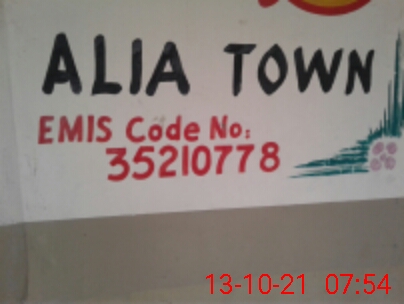 ALIA TOWN
EMIS Code No:
35210778
13-10-21 07:54